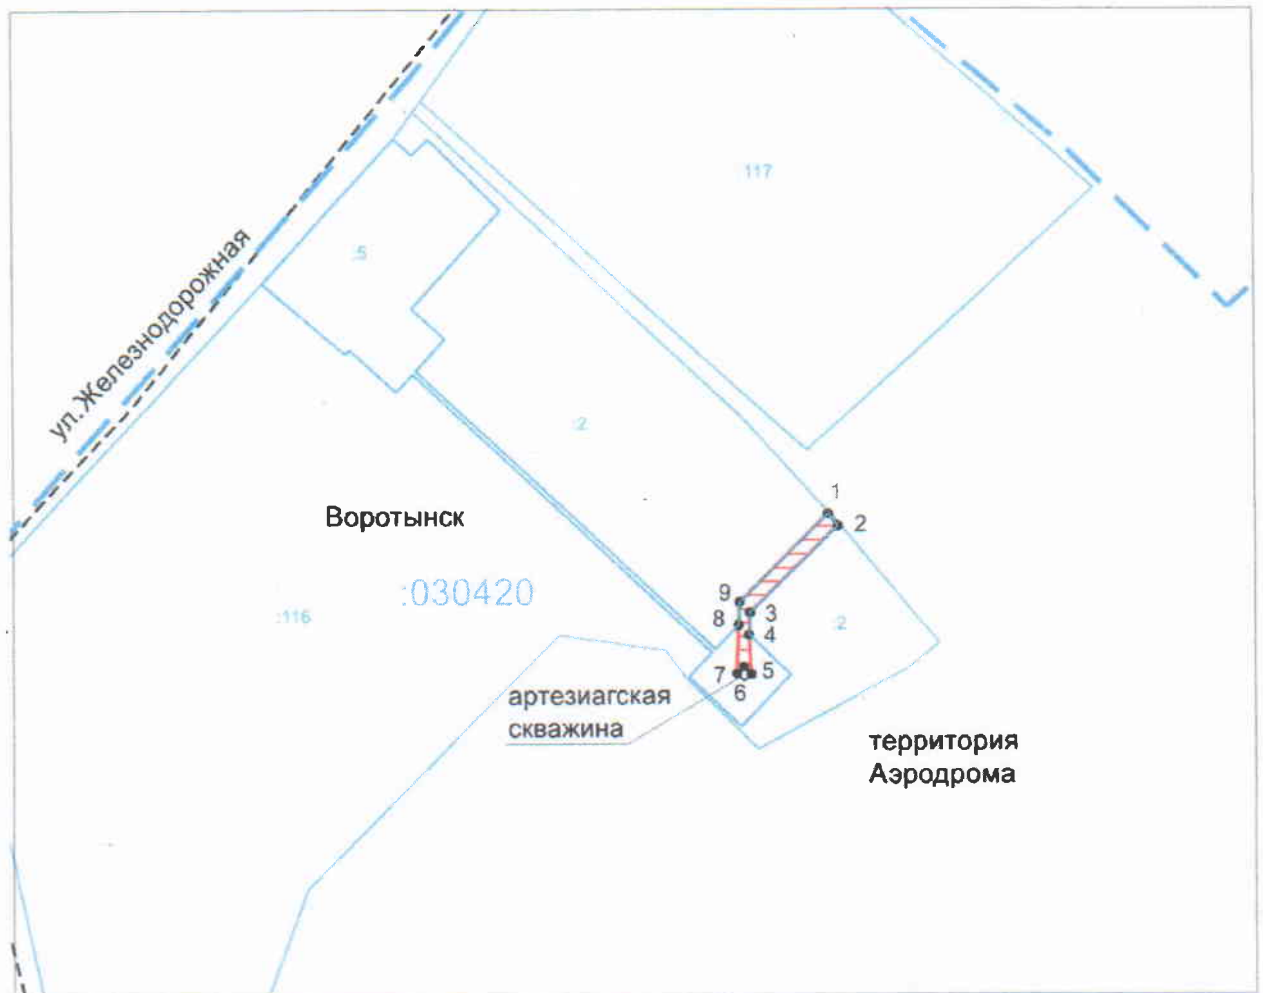 :117
ул. Железнодорожная
:5
:2
1
2
Воротынск
:030420
:116
9
3
8
4
:2
7
5
6
артезиагская
скважина
территория
Аэродрома